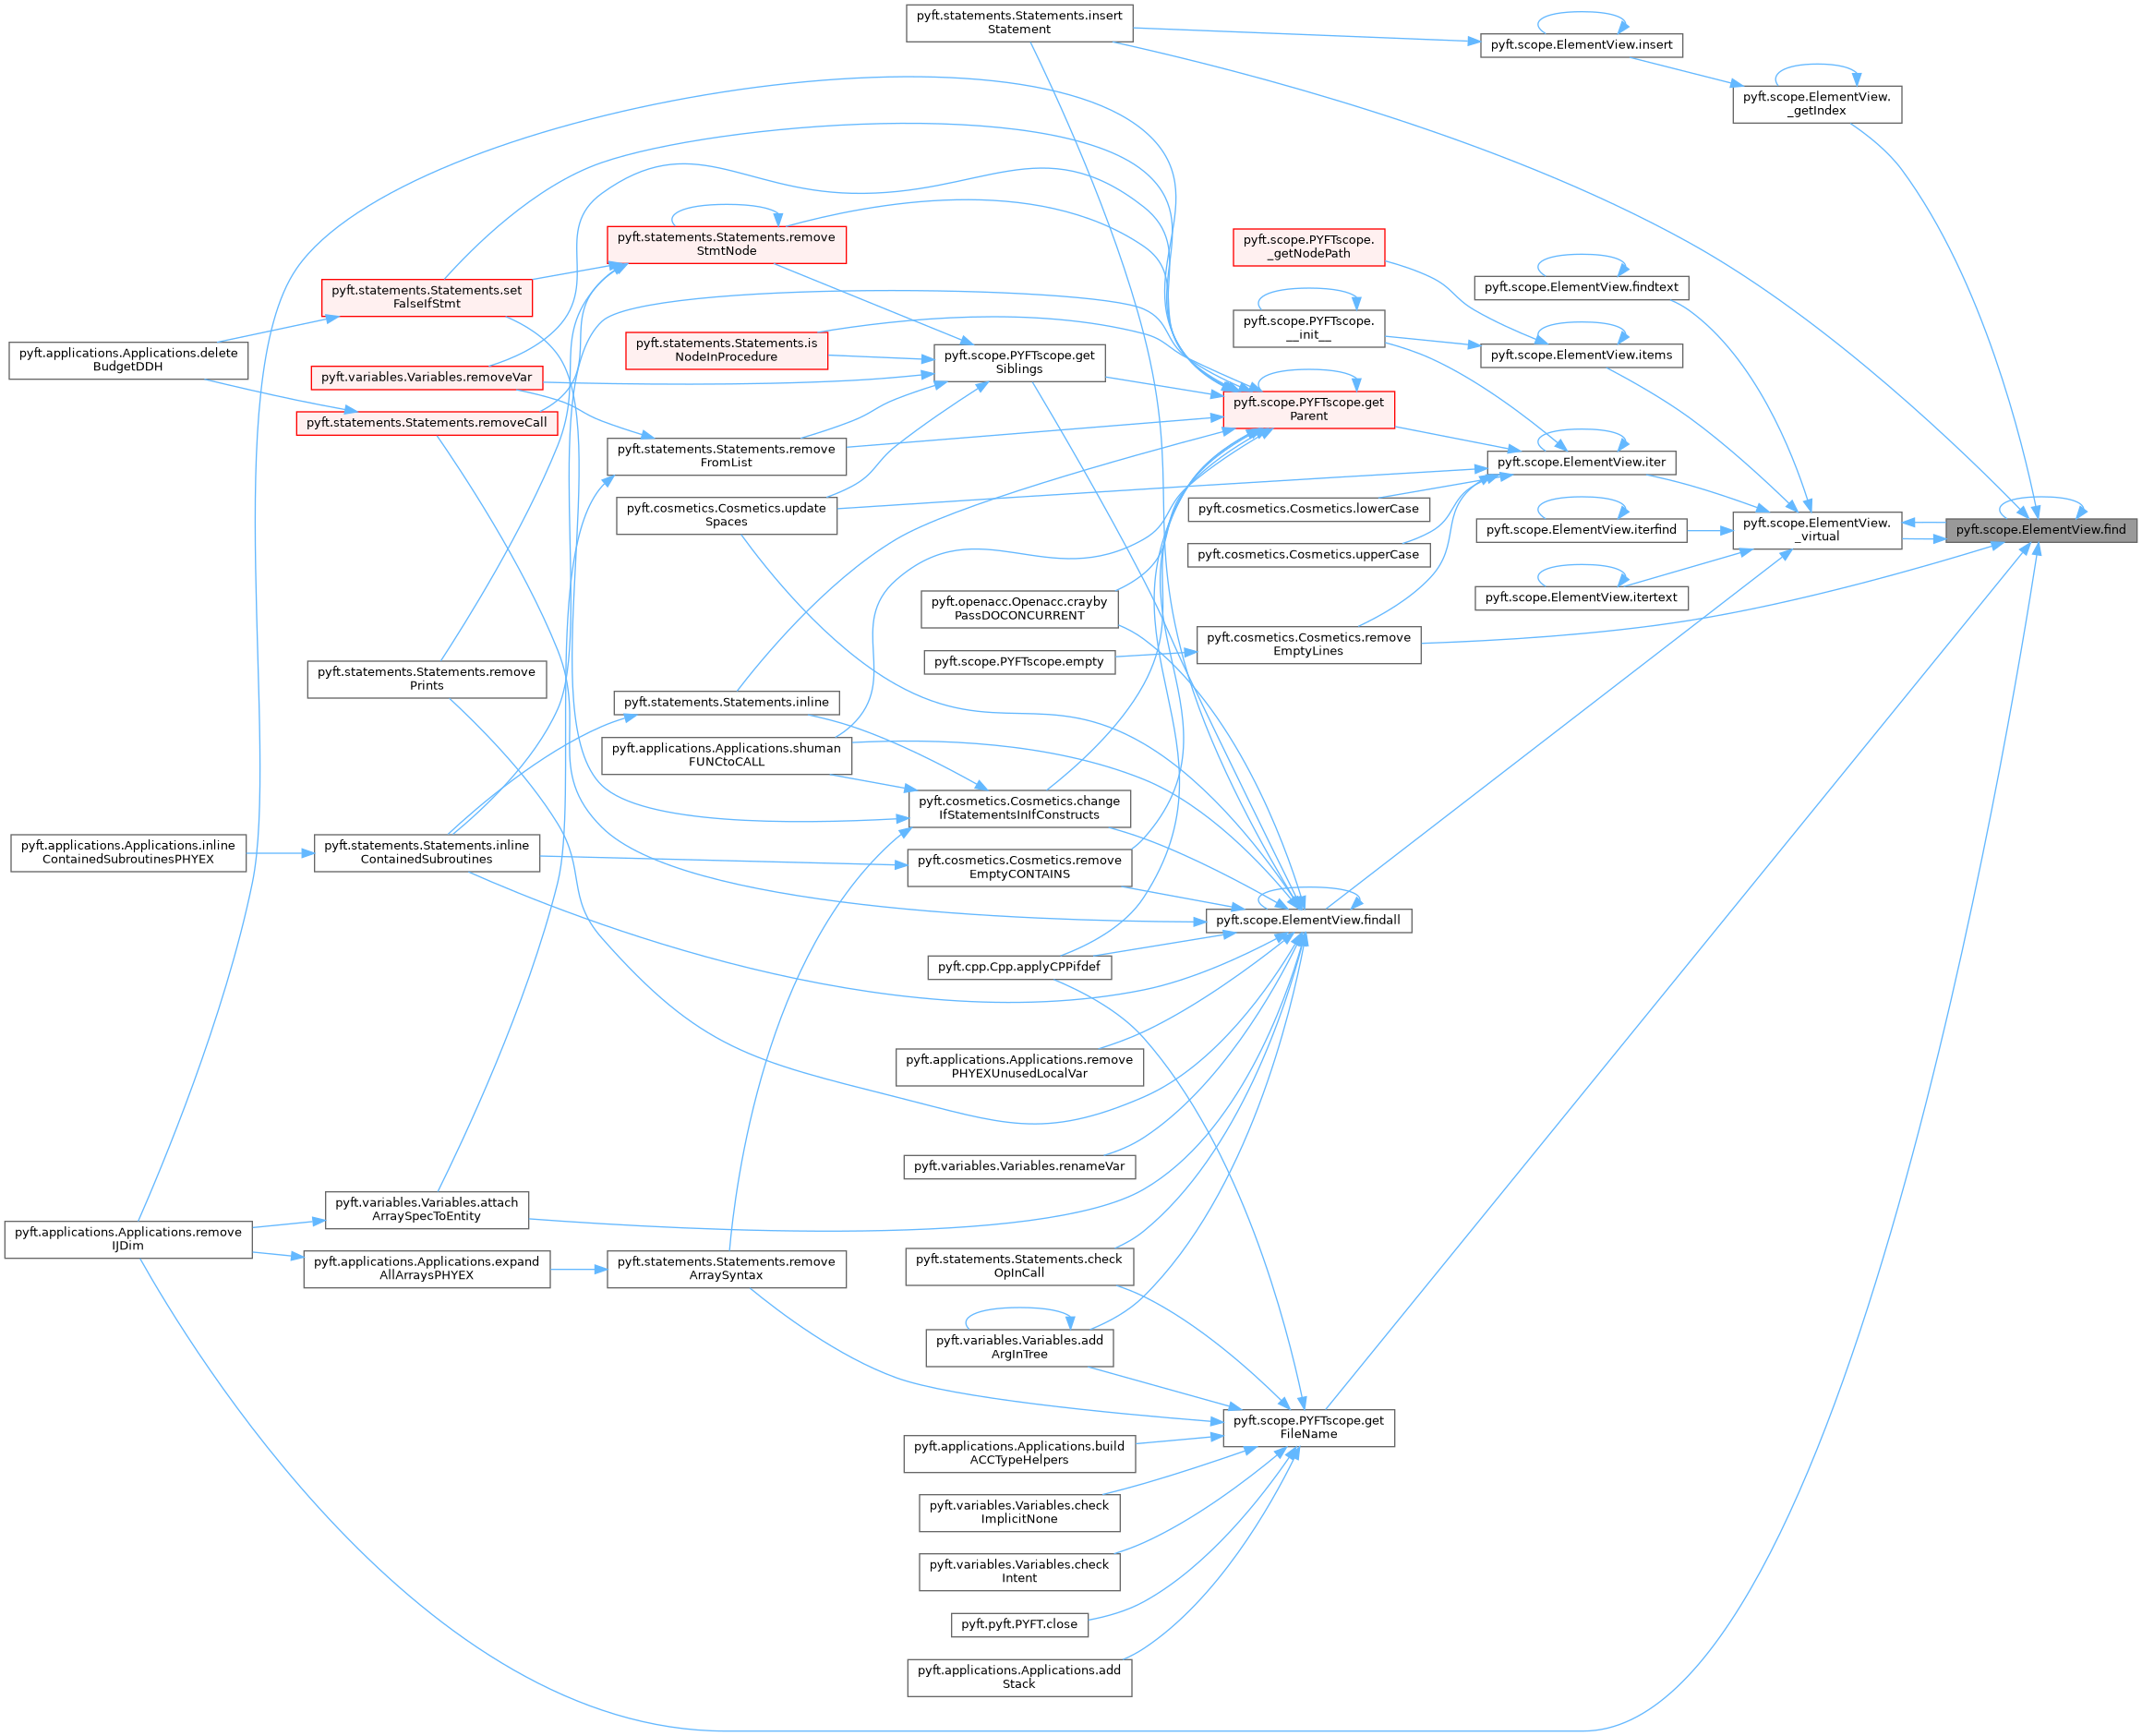 pyft.statements.Statements.insert
Statement
pyft.scope.ElementView.insert
pyft.scope.ElementView.
_getIndex
pyft.statements.Statements.remove
StmtNode
pyft.scope.PYFTscope.
_getNodePath
pyft.scope.ElementView.findtext
pyft.statements.Statements.set
FalseIfStmt
pyft.scope.PYFTscope.
__init__
pyft.statements.Statements.is
NodeInProcedure
pyft.scope.PYFTscope.get
Siblings
pyft.scope.ElementView.items
pyft.applications.Applications.delete
BudgetDDH
pyft.variables.Variables.removeVar
pyft.scope.PYFTscope.get
Parent
pyft.statements.Statements.removeCall
pyft.statements.Statements.remove
FromList
pyft.scope.ElementView.iter
pyft.cosmetics.Cosmetics.update
Spaces
pyft.cosmetics.Cosmetics.lowerCase
pyft.scope.ElementView.iterfind
pyft.scope.ElementView.
_virtual
pyft.scope.ElementView.find
pyft.cosmetics.Cosmetics.upperCase
pyft.scope.ElementView.itertext
pyft.openacc.Openacc.crayby
PassDOCONCURRENT
pyft.cosmetics.Cosmetics.remove
EmptyLines
pyft.scope.PYFTscope.empty
pyft.statements.Statements.remove
Prints
pyft.statements.Statements.inline
pyft.applications.Applications.shuman
FUNCtoCALL
pyft.cosmetics.Cosmetics.change
IfStatementsInIfConstructs
pyft.applications.Applications.inline
ContainedSubroutinesPHYEX
pyft.statements.Statements.inline
ContainedSubroutines
pyft.cosmetics.Cosmetics.remove
EmptyCONTAINS
pyft.scope.ElementView.findall
pyft.cpp.Cpp.applyCPPifdef
pyft.applications.Applications.remove
PHYEXUnusedLocalVar
pyft.variables.Variables.renameVar
pyft.variables.Variables.attach
ArraySpecToEntity
pyft.applications.Applications.remove
IJDim
pyft.applications.Applications.expand
AllArraysPHYEX
pyft.statements.Statements.remove
ArraySyntax
pyft.statements.Statements.check
OpInCall
pyft.variables.Variables.add
ArgInTree
pyft.scope.PYFTscope.get
FileName
pyft.applications.Applications.build
ACCTypeHelpers
pyft.variables.Variables.check
ImplicitNone
pyft.variables.Variables.check
Intent
pyft.pyft.PYFT.close
pyft.applications.Applications.add
Stack